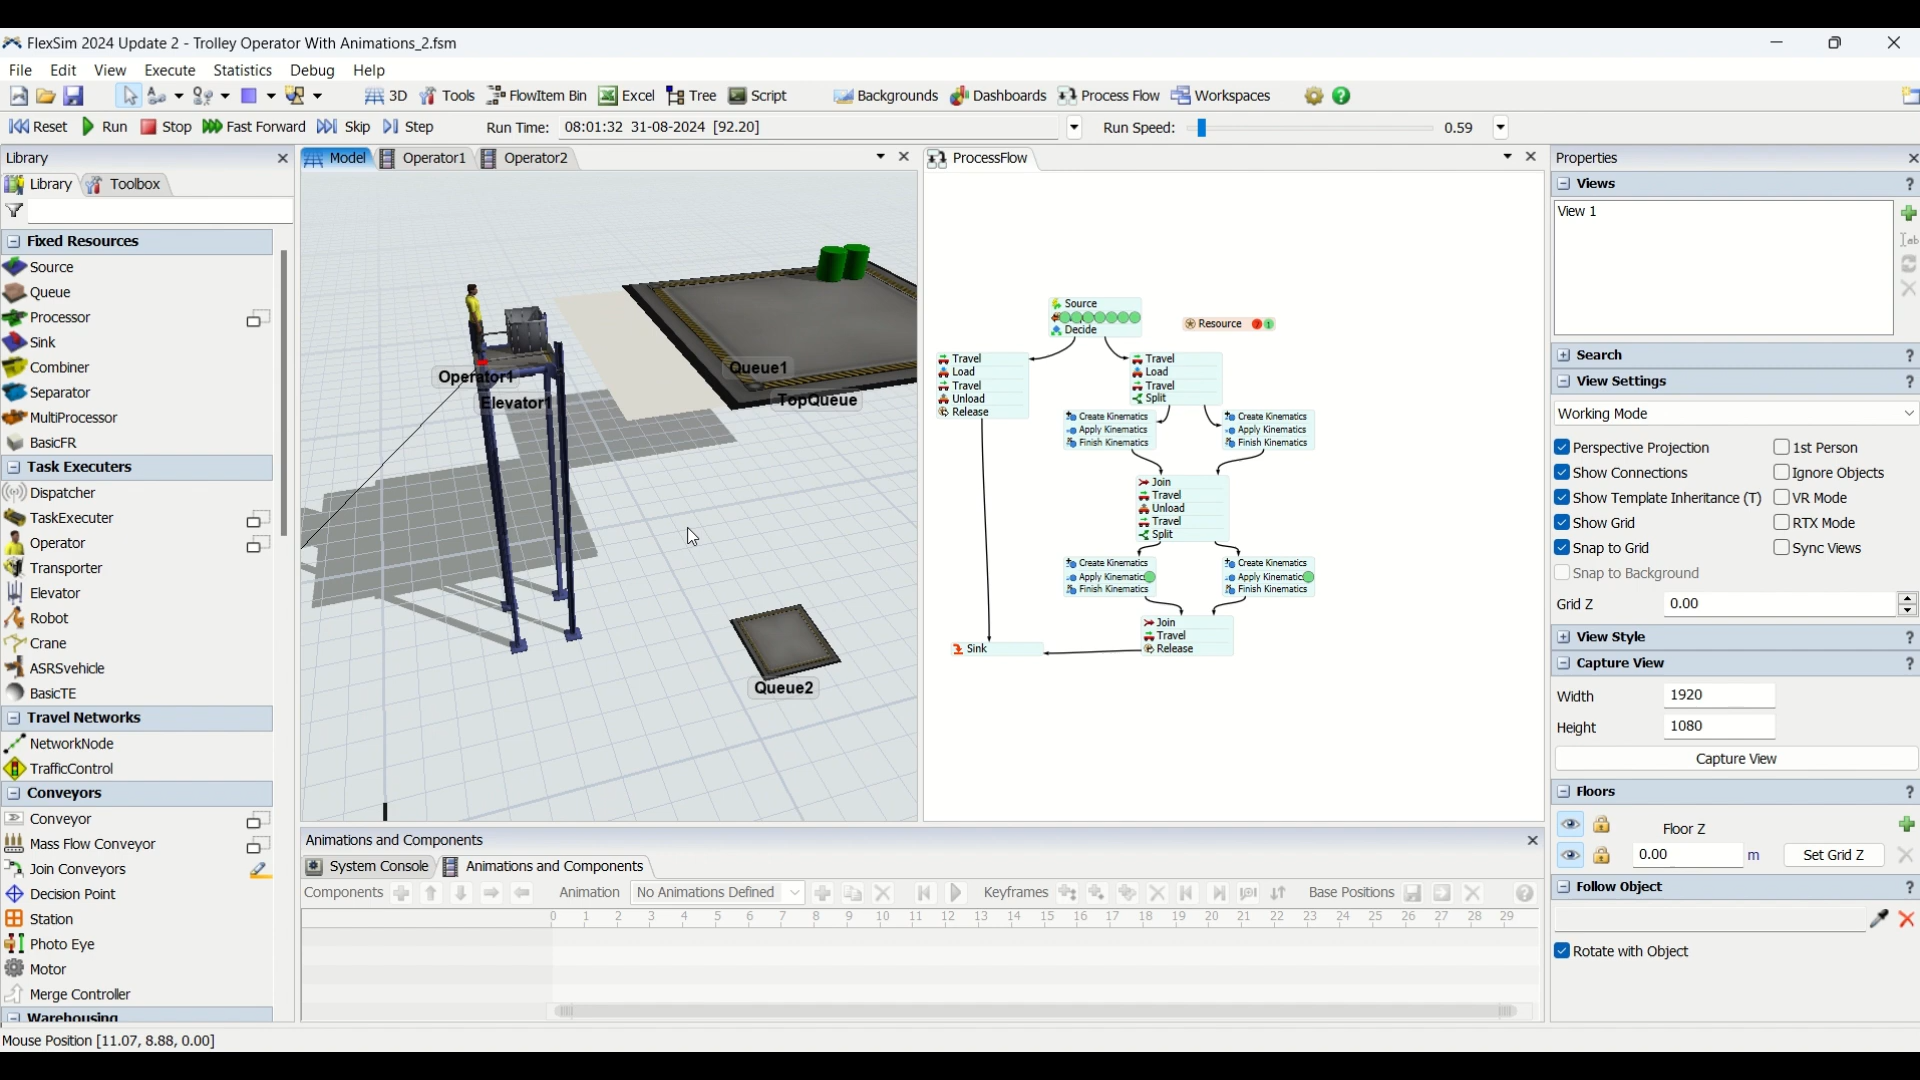 FlexSim 2024 Update 2 - Trolley Operator With Animations_2.fsm
File Edit View Execute Statistics Debug Help
3D Tools FlowItem Bin Excel Tree Script Backgrounds Dashboards Process Flow Workspaces
Reset Run Stop Fast Forward Skip Step Run Time: 08:01:32 31-08-2024 [92.20] Run Speed: 0.59
Library
Library Toolbox
Fixed Resources
Source
Queue
Processor
Sink
Combiner
Separator
MultiProcessor
BasicFR
Task Executers
Dispatcher
TaskExecuter
Operator
Transporter
Elevator
Robot
Crane
ASRSvehicle
BasicTE
Travel Networks
NetworkNode
TrafficControl
Conveyors
Conveyor
Mass Flow Conveyor
Join Conveyors
Decision Point
Station
Photo Eye
Motor
Merge Controller
Warehousing
Mouse Position [11.07, 8.88, 0.00]
Model Operator1 Operator2
Queue1
Operator1
TopQueue
Elevator1
Queue2
ProcessFlow
Source
Decide
Resource 7 1
Travel
Load
Travel
Unload
Release
Travel
Load
Travel
Split
Create Kinematics
Apply Kinematics
Finish Kinematics
Create Kinematics
Apply Kinematics
Finish Kinematics
Join
Travel
Unload
Travel
Split
Create Kinematics
Apply Kinematics
Finish Kinematics
Create Kinematics
Apply Kinematics
Finish Kinematics
Join
Travel
Release
Sink
Animations and Components
System Console Animations and Components
Components Animation No Animations Defined Keyframes Base Positions
0 1 2 3 4 5 6 7 8 9 10 11 12 13 14 15 16 17 18 19 20 21 22 23 24 25 26 27 28 29
Properties
Views
View 1
Search
View Settings
Working Mode
Perspective Projection 1st Person
Show Connections Ignore Objects
Show Template Inheritance (T) VR Mode
Show Grid RTX Mode
Snap to Grid Sync Views
Snap to Background
Grid Z 0.00
View Style
Capture View
Width 1920
Height 1080
Capture View
Floors
Floor Z
0.00 m Set Grid Z
Follow Object
Rotate with Object